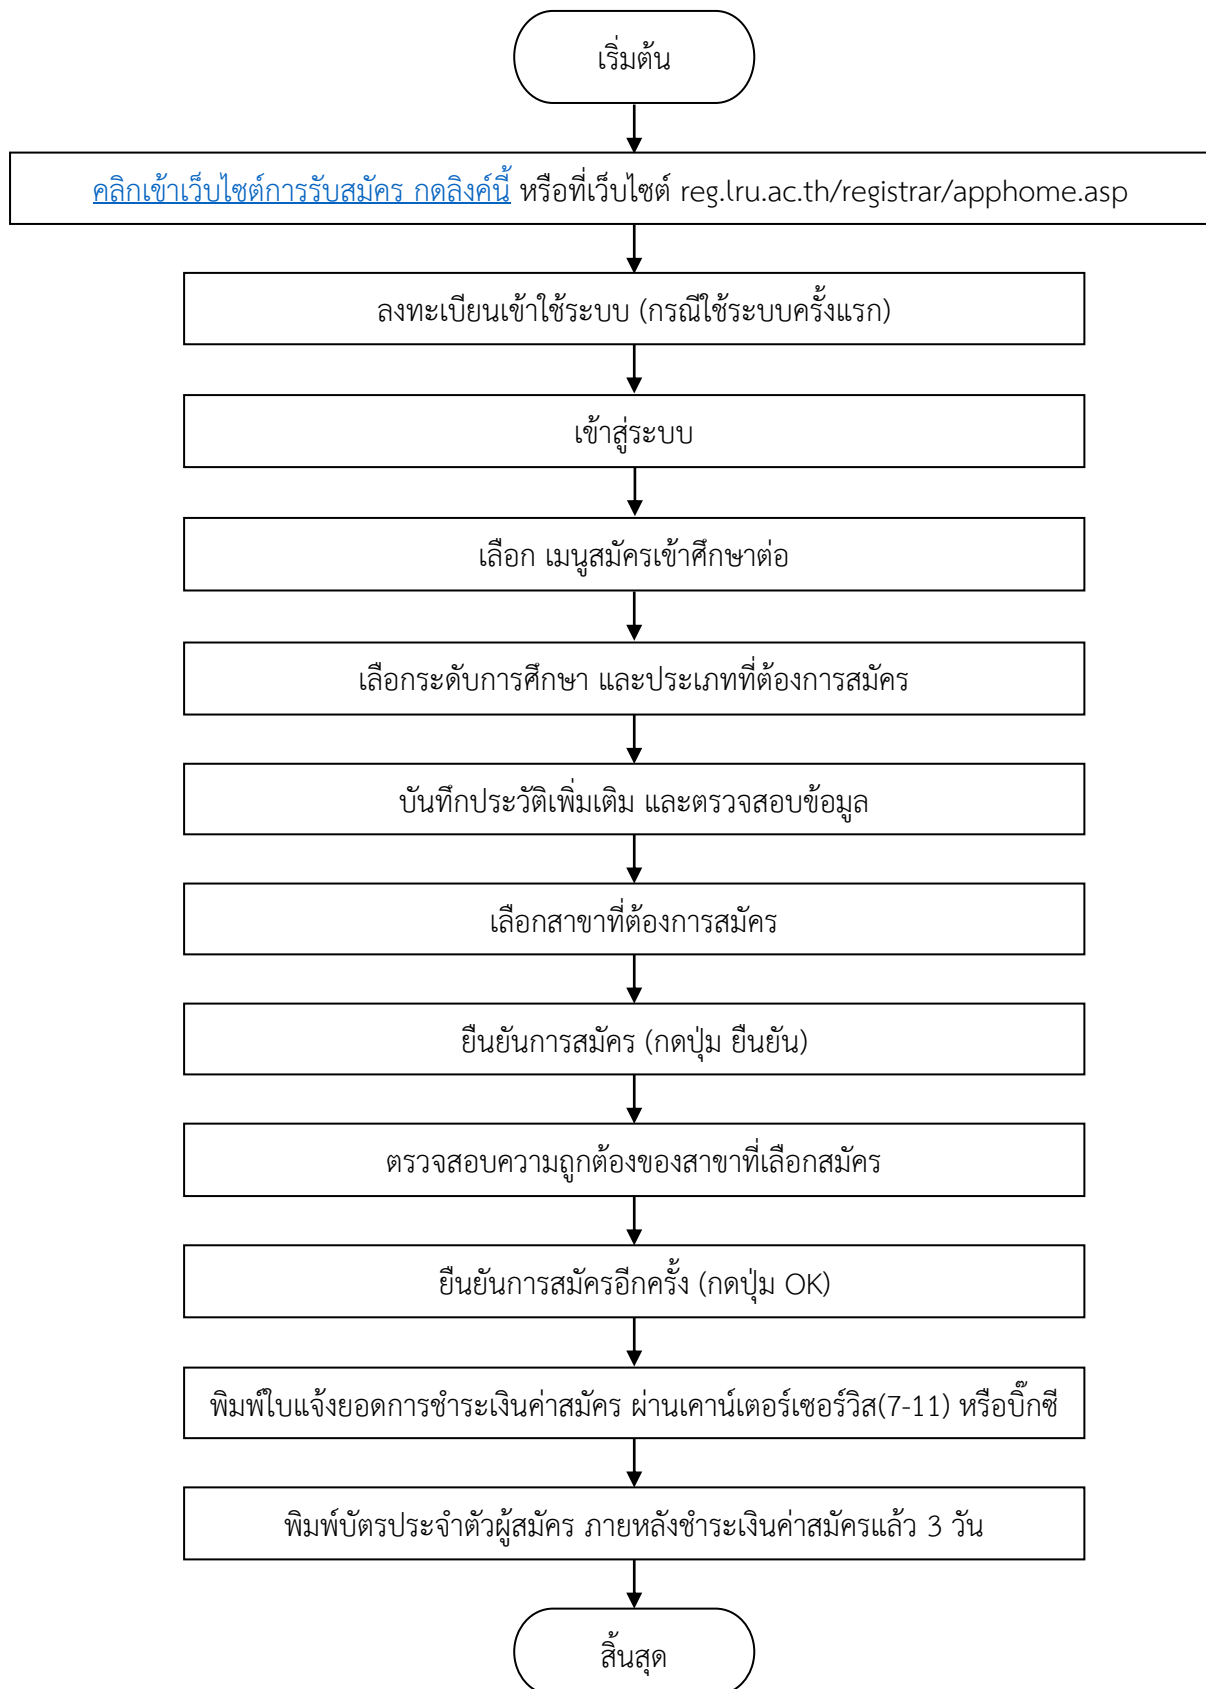 เริ่มต้น
คลิกเข้าเว็บไซต์การรับสมัคร กดลิงค์นี้ หรือที่เว็บไซต์ reg.lru.ac.th/registrar/apphome.asp
ลงทะเบียนเข้าใช้ระบบ (กรณีใช้ระบบครั้งแรก)
เข้าสู่ระบบ
เลือก เมนูสมัครเข้าศึกษาต่อ
เลือกระดับการศึกษา และประเภทที่ต้องการสมัคร
บันทึกประวัติเพิ่มเติม และตรวจสอบข้อมูล
เลือกสาขาที่ต้องการสมัคร
ยืนยันการสมัคร (กดปุ่ม ยืนยัน)
ตรวจสอบความถูกต้องของสาขาที่เลือกสมัคร
ยืนยันการสมัครอีกครั้ง (กดปุ่ม OK)
พิมพ์ใบแจ้งยอดการชำระเงินค่าสมัคร ผ่านเคาน์เตอร์เซอร์วิส(7-11) หรือบิ๊กซี
พิมพ์บัตรประจำตัวผู้สมัคร ภายหลังชำระเงินค่าสมัครแล้ว 3 วัน
สิ้นสุด